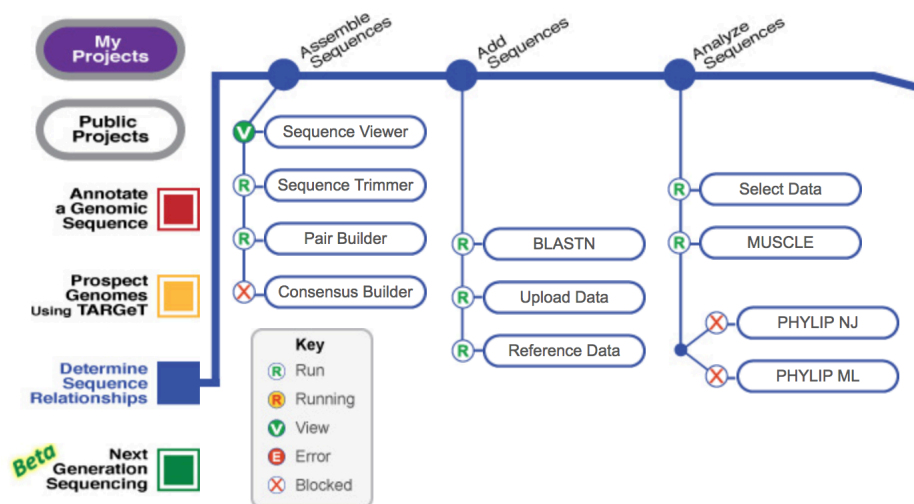 My
Projects
Public
Projects
Annotate
a Genomic
Sequence
Prospect
Genomes
Using TARGeT
Determine
Sequence
Relationships
Beta
Next
Generation
Sequencing
Assemble
Sequences
V
Sequence Viewer
R
Sequence Trimmer
R
Pair Builder
X
Consensus Builder
Key
R Run
R Running
V View
E Error
X Blocked
Add
Sequences
R
BLASTN
R
Upload Data
R
Reference Data
Analyze
Sequences
R
Select Data
R
MUSCLE
X
PHYLIP NJ
X
PHYLIP ML